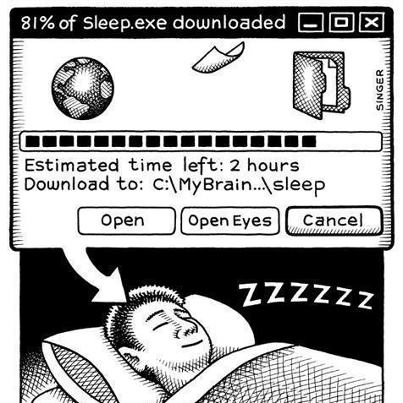 81% of Sleep.exe downloaded
SINGER
Estimated time left: 2 hours
Download to: C:\MyBrain...\sleep
Open
Open Eyes
Cancel
ZZZZZZZ